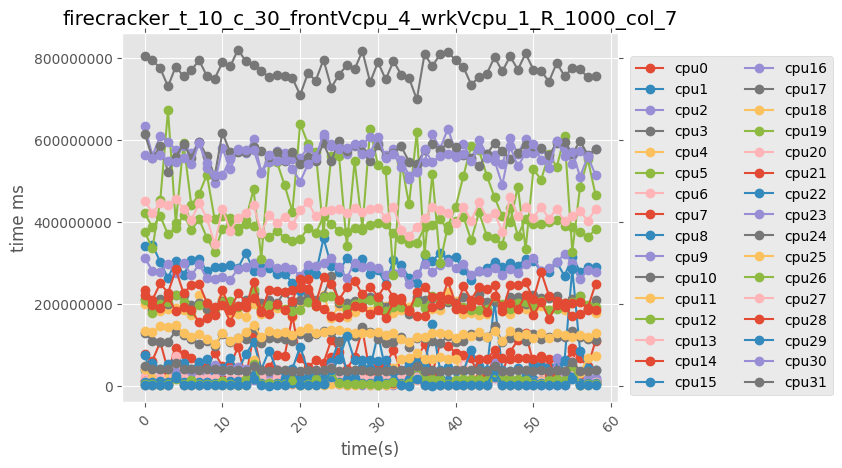 firecracker_t_10_c_30_frontVcpu_4_wrkVcpu_1_R_1000_col_7
800000000
600000000
400000000
200000000
0
time ms
0
10
20
30
40
50
60
time(s)
cpu0
cpu1
cpu2
cpu3
cpu4
cpu5
cpu6
cpu7
cpu8
cpu9
cpu10
cpu11
cpu12
cpu13
cpu14
cpu15
cpu16
cpu17
cpu18
cpu19
cpu20
cpu21
cpu22
cpu23
cpu24
cpu25
cpu26
cpu27
cpu28
cpu29
cpu30
cpu31